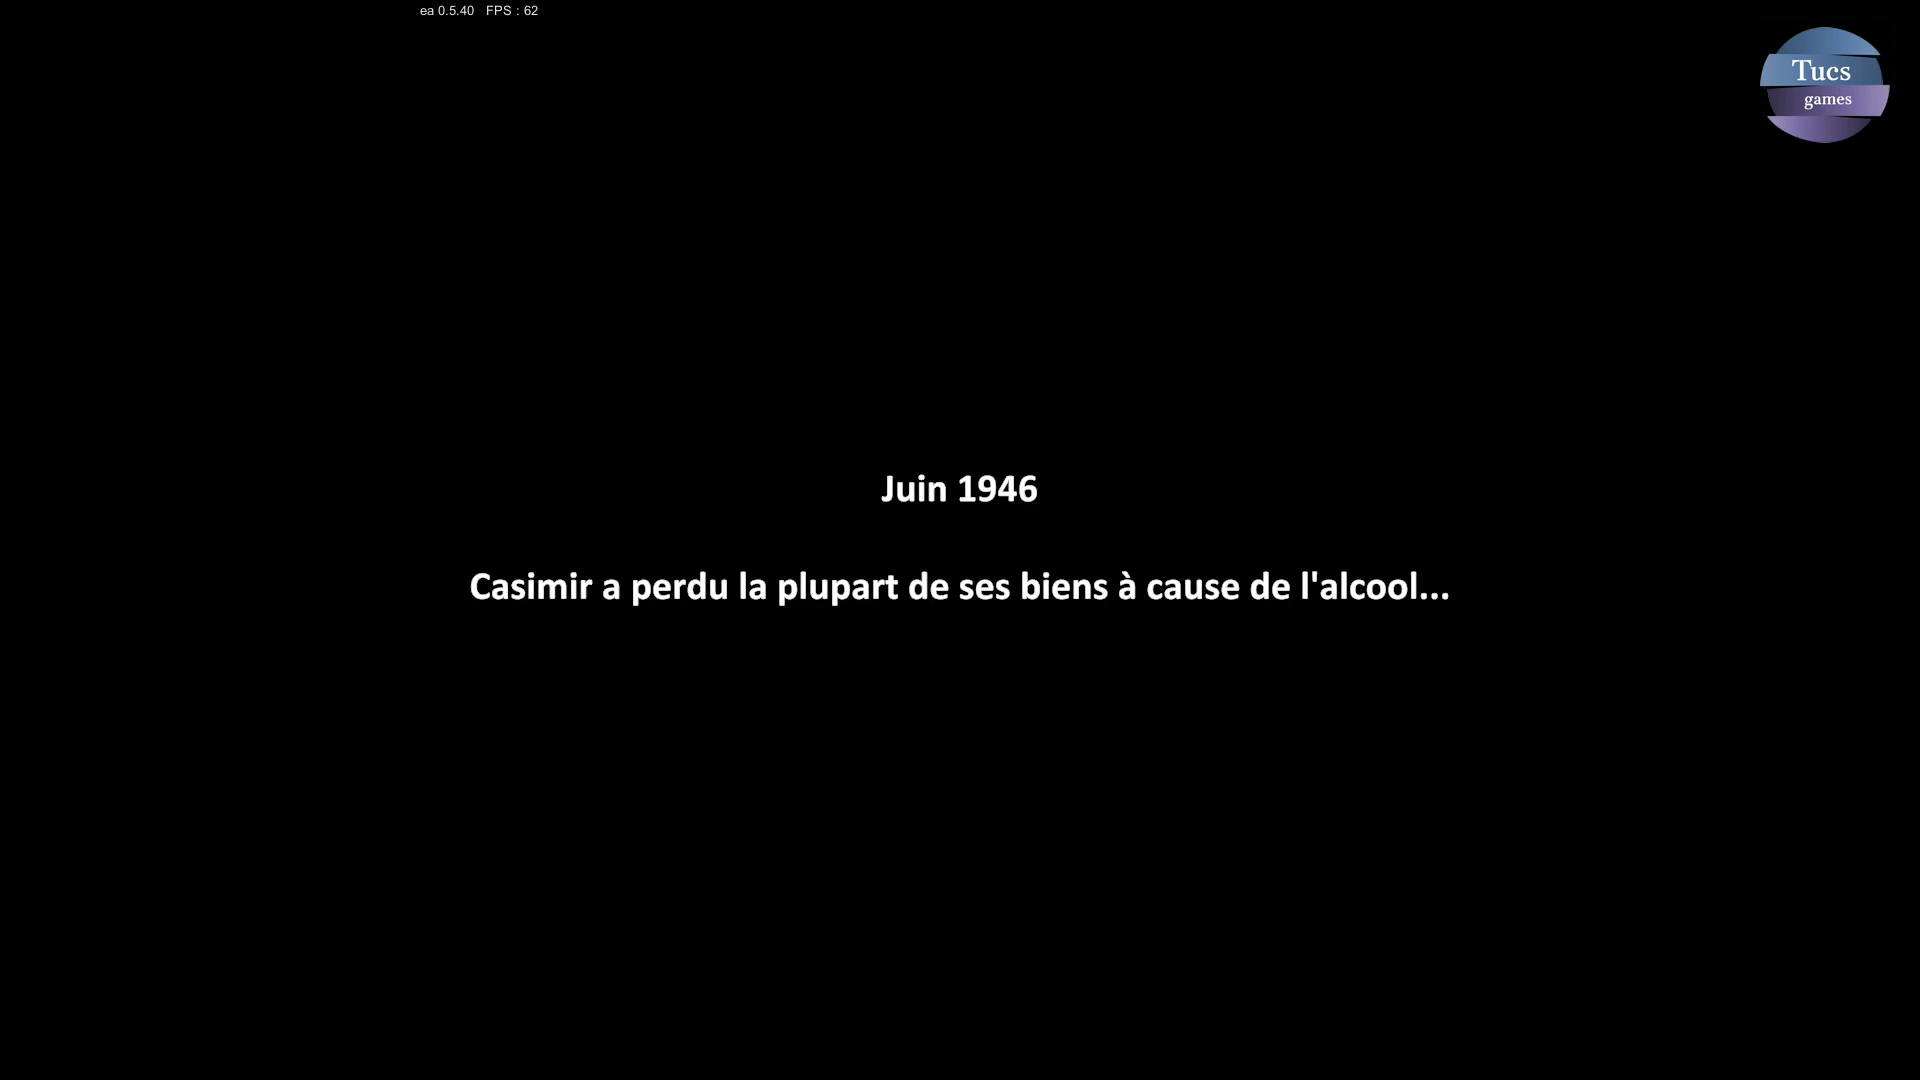 ea 0.5.40 FPS : 62
Tucs
games
Juin 1946
Casimir a perdu la plupart de ses biens à cause de l'alcool...